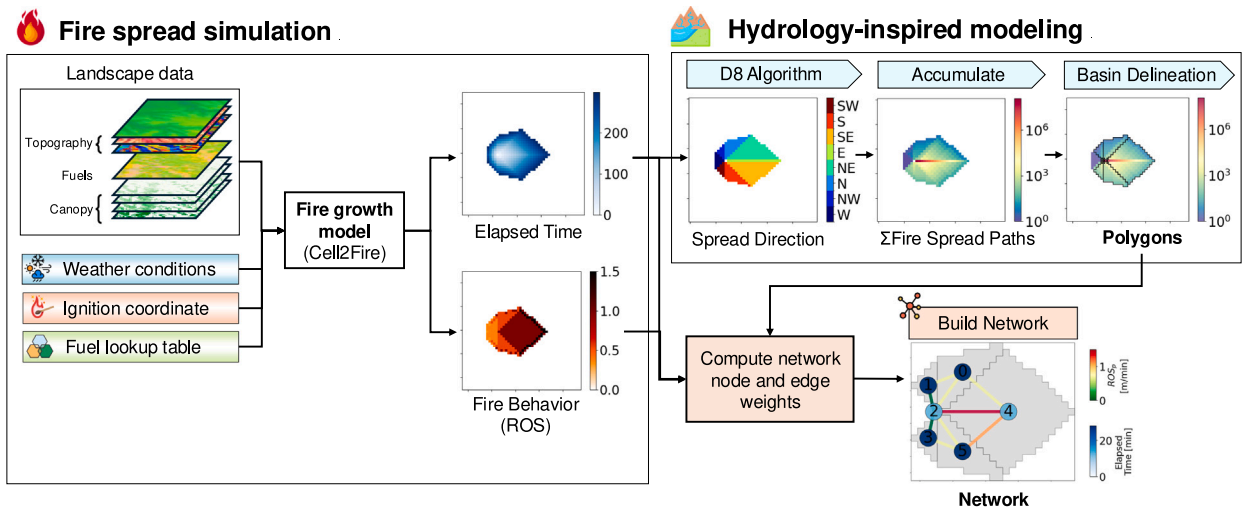 Fire spread simulation
Landscape data
Topography
Fuels
Canopy
Weather conditions
Ignition coordinate
Fuel lookup table
Fire growth
model
(Cell2Fire)
200
100
0
Elapsed Time
1.5
1.0
0.5
0.0
Fire Behavior
(ROS)
Hydrology-inspired modeling
D8 Algorithm
SW
S
SE
E
NE
N
NW
W
Spread Direction
Accumulate
10⁶
10³
10⁰
ΣFire Spread Paths
Basin Delineation
10⁶
10³
10⁰
Polygons
Compute network
node and edge
weights
Build Network
0
1
2
4
3
5
1
0
ROSₚ
[m/min]
20
0
Elapsed
Time [min]
Network